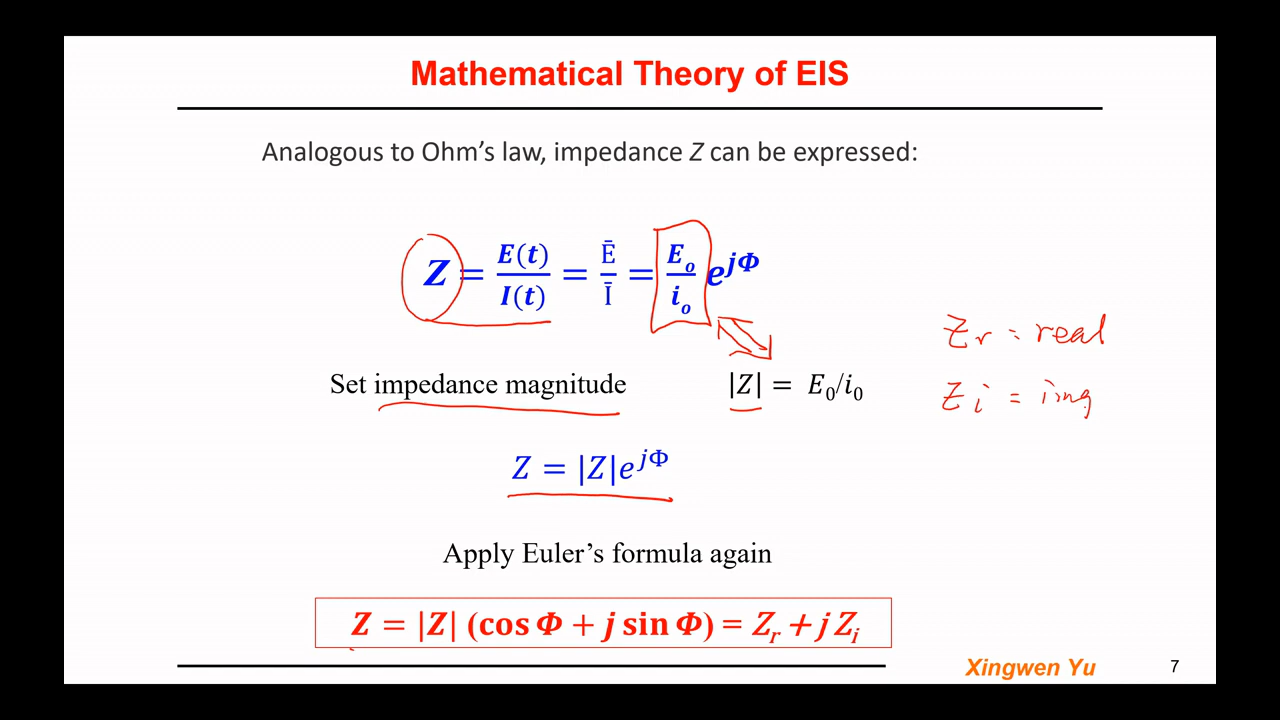 Mathematical Theory of EIS
Analogous to Ohm's law, impedance Z can be expressed:
Z = E(t)/I(t) = Ē/Ī = E₀/i₀ e^{jΦ}
Zr = real
Set impedance magnitude |Z| = E₀/i₀
Zi = img
Z = |Z|e^{jΦ}
Apply Euler's formula again
Z = |Z| (cos Φ + j sin Φ) = Zr + j Zi
Xingwen Yu 7